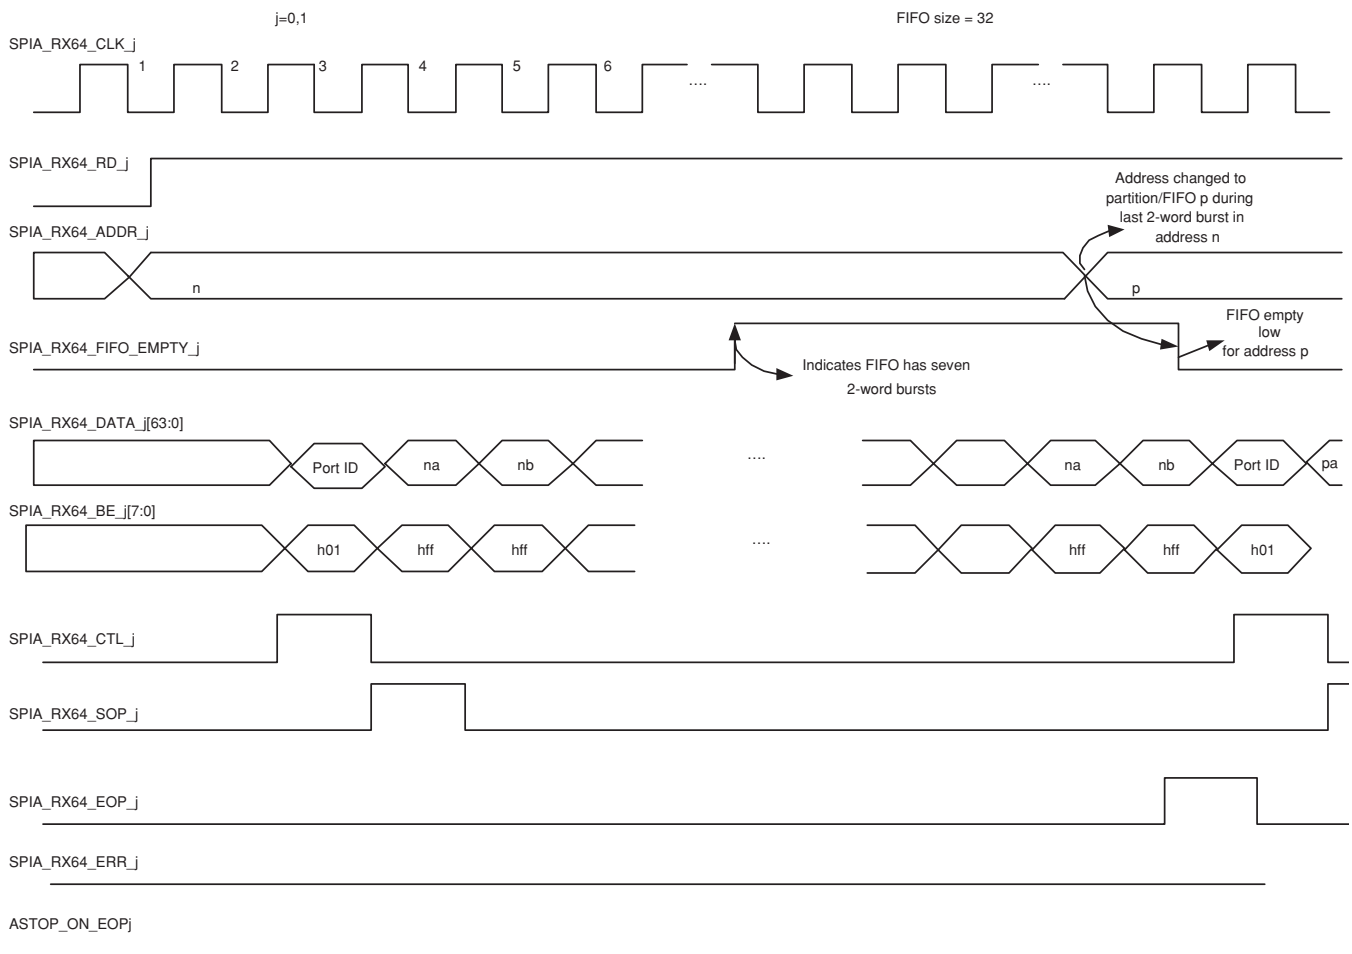 j=0,1
FIFO size = 32
SPIA_RX64_CLK_j
1 2 3 4 5 6 .... ....
SPIA_RX64_RD_j
Address changed to
partition/FIFO p during
last 2-word burst in
address n
SPIA_RX64_ADDR_j
n
p
SPIA_RX64_FIFO_EMPTY_j
Indicates FIFO has seven
2-word bursts
FIFO empty
low
for address p
SPIA_RX64_DATA_j[63:0]
Port ID na nb .... na nb Port ID pa
SPIA_RX64_BE_j[7:0]
h01 hff hff .... hff hff h01
SPIA_RX64_CTL_j
SPIA_RX64_SOP_j
SPIA_RX64_EOP_j
SPIA_RX64_ERR_j
ASTOP_ON_EOPj